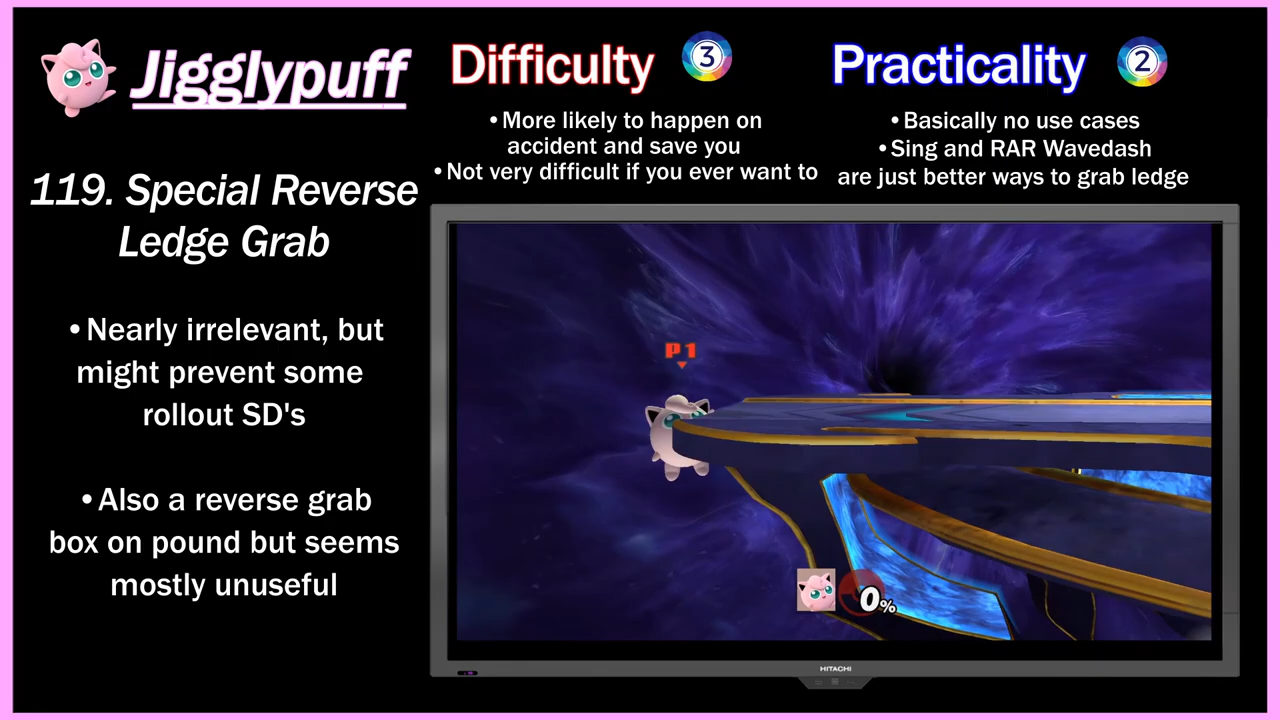 Jigglypuff
119. Special Reverse
Ledge Grab
•Nearly irrelevant, but
might prevent some
rollout SD's
•Also a reverse grab
box on pound but seems
mostly unuseful
Difficulty 3
•More likely to happen on
accident and save you
•Not very difficult if you ever want to
Practicality 2
•Basically no use cases
•Sing and RAR Wavedash
are just better ways to grab ledge
P1
0%
HITACHI